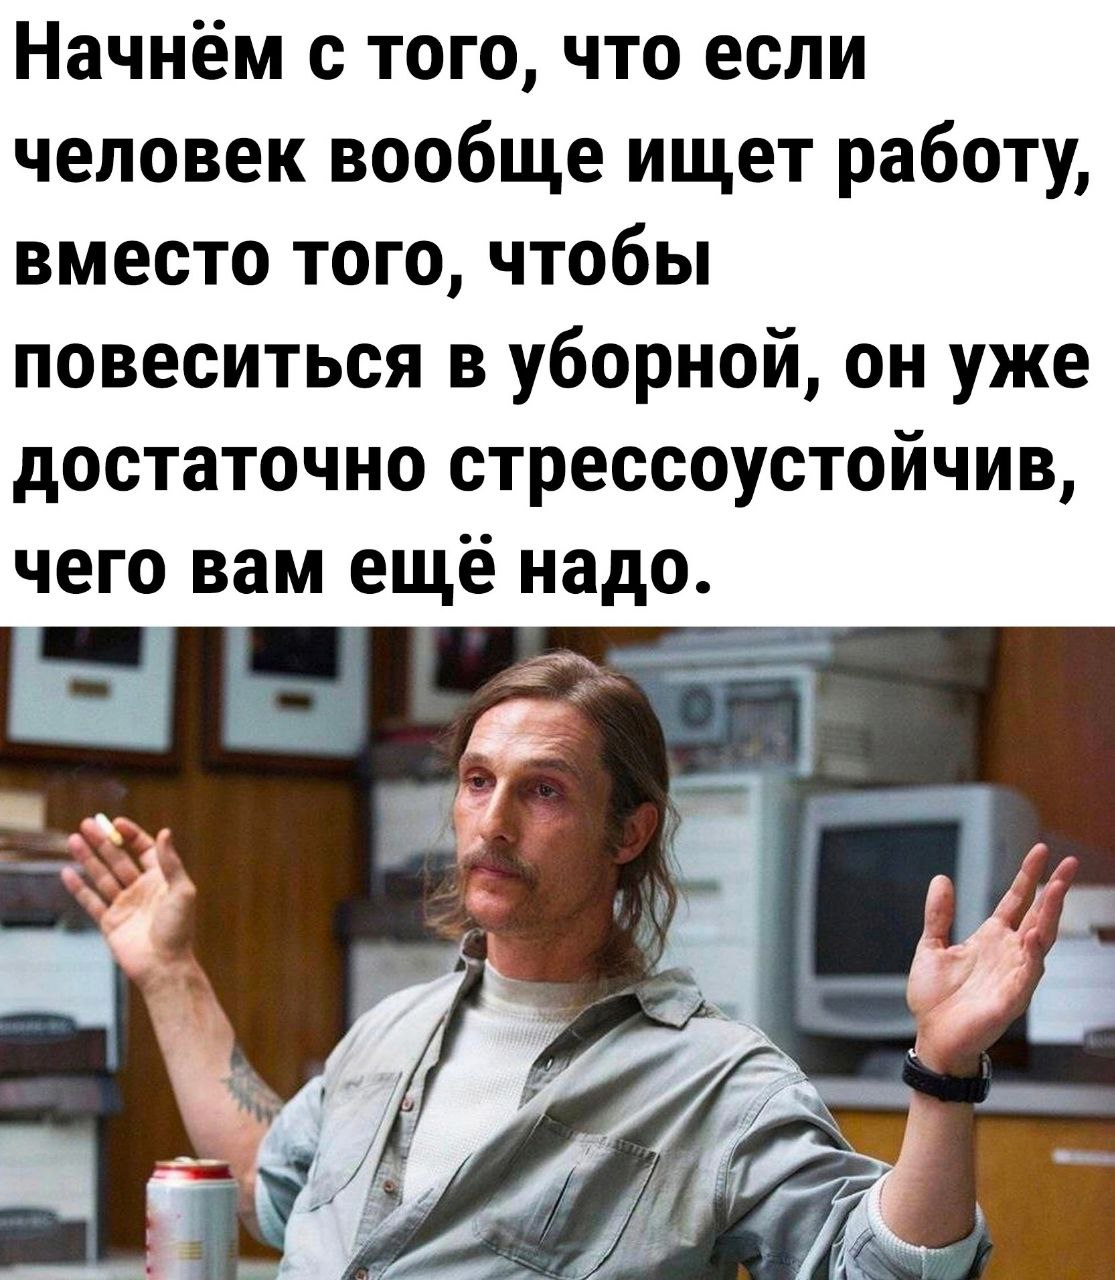 Начнём с того, что если
человек вообще ищет работу,
вместо того, чтобы
повеситься в уборной, он уже
достаточно стрессоустойчив,
чего вам ещё надо.